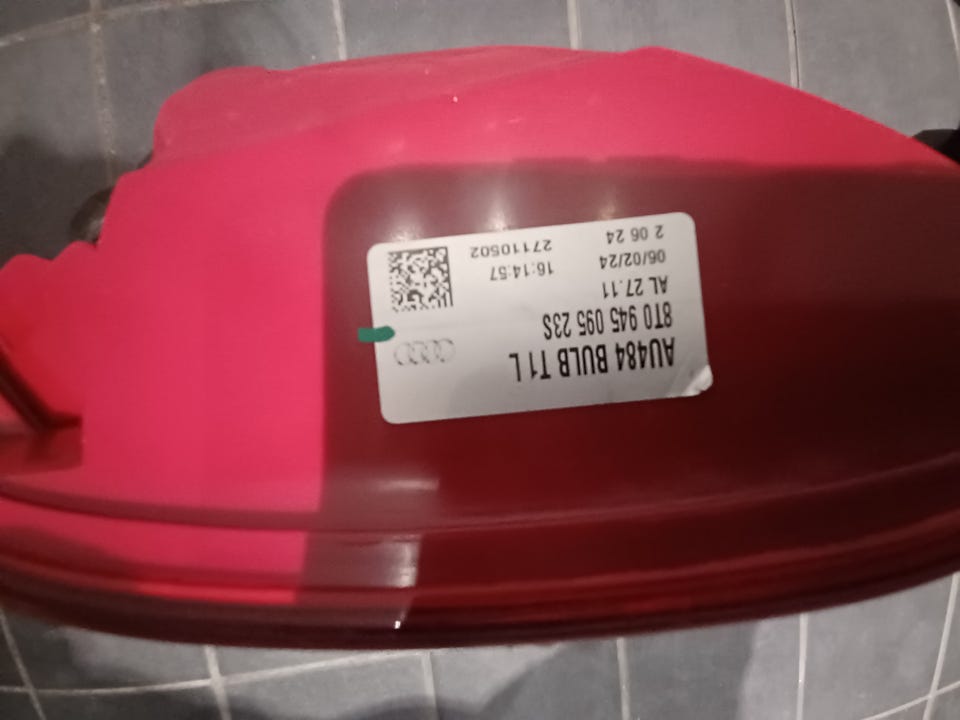 AU484 BULB T1 L
8T0 945 095 23S
AL 27.11
06/02/24 16:14:57
2 06 24 27110502